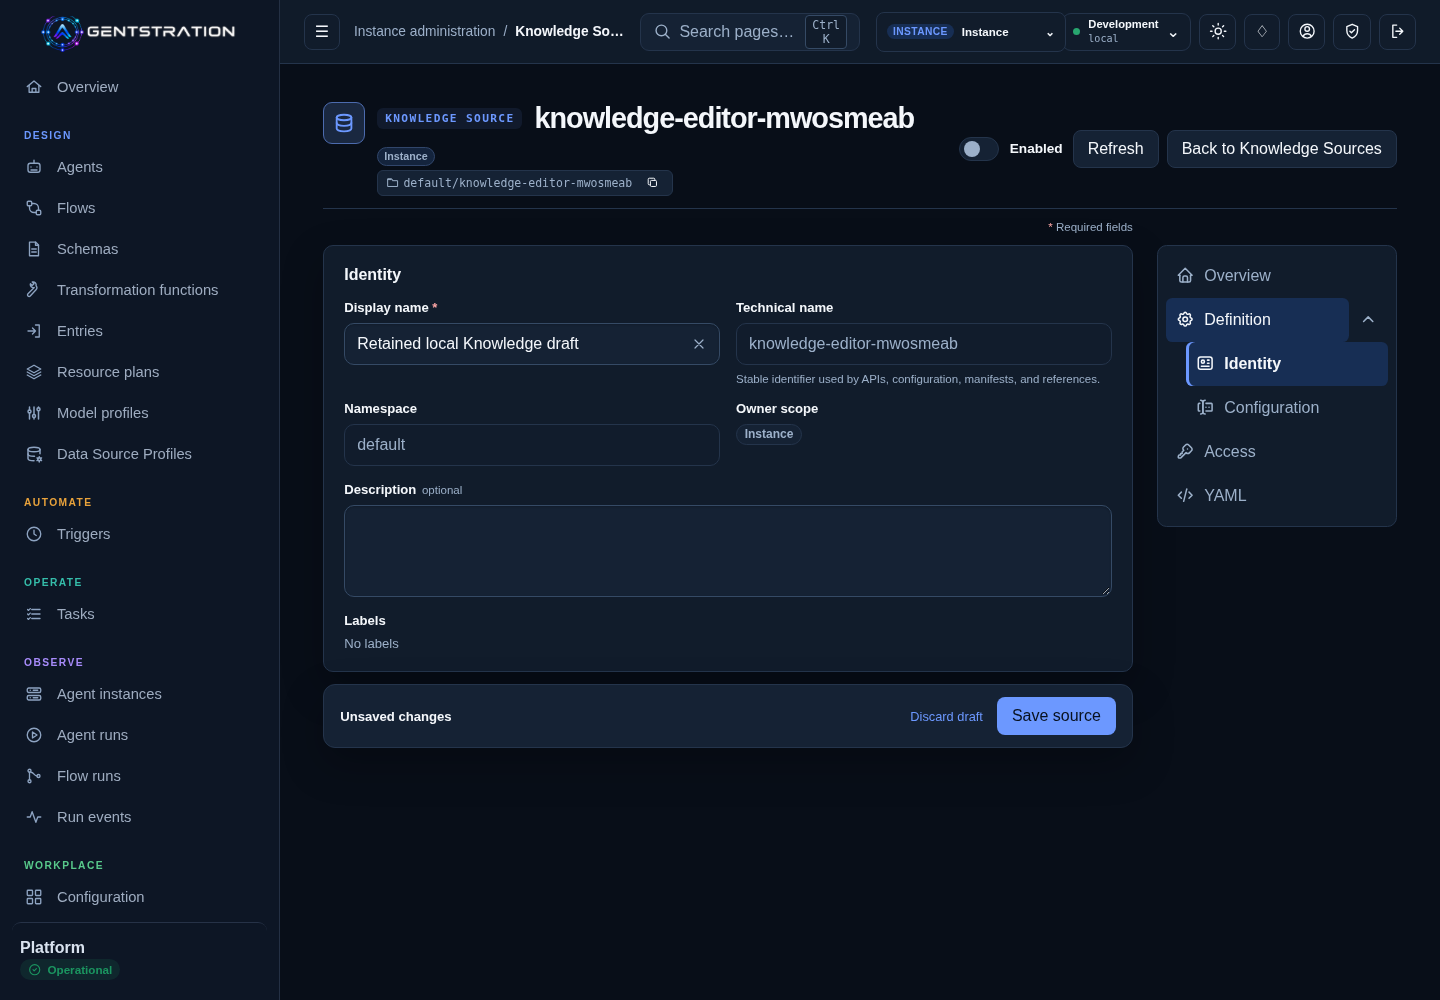 GENTSTRATION
Overview
DESIGN
Agents
Flows
Schemas
Transformation functions
Entries
Resource plans
Model profiles
Data Source Profiles
AUTOMATE
Triggers
OPERATE
Tasks
OBSERVE
Agent instances
Agent runs
Flow runs
Run events
WORKPLACE
Configuration
Platform
Operational
Instance administration / Knowledge So…
Search pages… Ctrl K
INSTANCE Instance
Development
local
KNOWLEDGE SOURCE knowledge-editor-mwosmeab
Instance
default/knowledge-editor-mwosmeab
Enabled Refresh Back to Knowledge Sources
* Required fields
Identity
Display name * Technical name
Retained local Knowledge draft knowledge-editor-mwosmeab
Stable identifier used by APIs, configuration, manifests, and references.
Namespace Owner scope
default Instance
Description optional
Labels
No labels
Unsaved changes Discard draft Save source
Overview
Definition
Identity
Configuration
Access
YAML